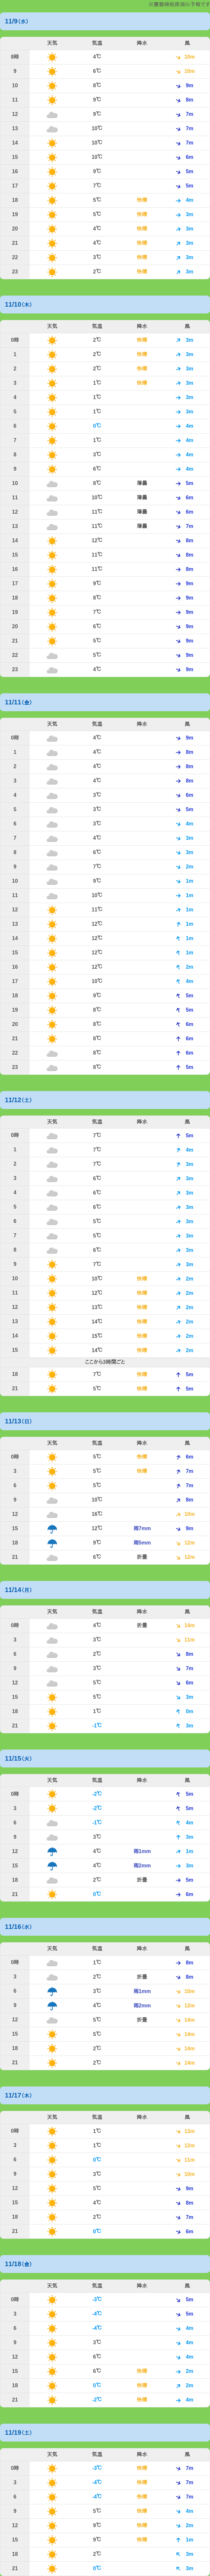 11/9(水)
天気 気温 降水 風
8時 4℃ 10m
9 6℃ 10m
10 8℃ 9m
11 9℃ 8m
12 9℃ 7m
13 10℃ 7m
14 10℃ 7m
15 10℃ 6m
16 9℃ 5m
17 7℃ 5m
18 5℃ 快晴 4m
19 5℃ 快晴 3m
20 4℃ 快晴 3m
21 4℃ 快晴 3m
22 3℃ 快晴 3m
23 2℃ 快晴 3m
11/10(木)
天気 気温 降水 風
0時 2℃ 快晴 3m
1 2℃ 快晴 3m
2 2℃ 快晴 3m
3 1℃ 快晴 3m
4 1℃ 3m
5 1℃ 3m
6 0℃ 4m
7 1℃ 4m
8 3℃ 4m
9 6℃ 4m
10 8℃ 薄曇 5m
11 10℃ 薄曇 6m
12 11℃ 薄曇 6m
13 11℃ 薄曇 7m
14 12℃ 8m
15 11℃ 8m
16 11℃ 8m
17 9℃ 9m
18 8℃ 9m
19 7℃ 9m
20 6℃ 9m
21 5℃ 9m
22 5℃ 9m
23 4℃ 9m
11/11(金)
天気 気温 降水 風
0時 4℃ 9m
1 4℃ 8m
2 4℃ 8m
3 4℃ 8m
4 3℃ 6m
5 3℃ 5m
6 3℃ 4m
7 4℃ 3m
8 6℃ 3m
9 7℃ 2m
10 9℃ 1m
11 10℃ 1m
12 11℃ 1m
13 12℃ 1m
14 12℃ 1m
15 12℃ 1m
16 12℃ 2m
17 10℃ 4m
18 9℃ 5m
19 8℃ 5m
20 8℃ 6m
21 8℃ 6m
22 8℃ 6m
23 8℃ 5m
11/12(土)
天気 気温 降水 風
0時 7℃ 5m
1 7℃ 4m
2 7℃ 3m
3 6℃ 3m
4 6℃ 3m
5 6℃ 3m
6 5℃ 3m
7 5℃ 3m
8 6℃ 3m
9 7℃ 3m
10 10℃ 快晴 2m
11 12℃ 快晴 2m
12 13℃ 快晴 2m
13 14℃ 快晴 2m
14 15℃ 快晴 2m
15 14℃ 快晴 2m
ここから3時間ごと
18 7℃ 快晴 5m
21 5℃ 快晴 5m
11/13(日)
天気 気温 降水 風
0時 5℃ 快晴 6m
3 5℃ 快晴 7m
6 5℃ 7m
9 10℃ 8m
12 16℃ 10m
15 12℃ 雨7mm 9m
18 9℃ 雨5mm 12m
21 6℃ 折曇 12m
11/14(月)
天気 気温 降水 風
0時 4℃ 折曇 14m
3 3℃ 11m
6 2℃ 8m
9 3℃ 7m
12 5℃ 6m
15 5℃ 3m
18 1℃ 0m
21 -1℃ 3m
11/15(火)
天気 気温 降水 風
0時 -2℃ 5m
3 -2℃ 5m
6 -1℃ 4m
9 3℃ 3m
12 4℃ 雨1mm 1m
15 4℃ 雨2mm 3m
18 2℃ 折曇 5m
21 0℃ 6m
11/16(水)
天気 気温 降水 風
0時 1℃ 8m
3 2℃ 折曇 8m
6 3℃ 雨1mm 10m
9 4℃ 雨2mm 12m
12 5℃ 折曇 14m
15 5℃ 14m
18 2℃ 14m
21 2℃ 14m
11/17(木)
天気 気温 降水 風
0時 1℃ 13m
3 1℃ 12m
6 0℃ 11m
9 3℃ 10m
12 5℃ 9m
15 4℃ 8m
18 2℃ 7m
21 0℃ 6m
11/18(金)
天気 気温 降水 風
0時 -3℃ 5m
3 -4℃ 5m
6 -4℃ 4m
9 3℃ 4m
12 6℃ 4m
15 6℃ 快晴 2m
18 0℃ 快晴 2m
21 -2℃ 快晴 4m
11/19(土)
天気 気温 降水 風
0時 -3℃ 快晴 7m
3 -4℃ 快晴 7m
6 -4℃ 快晴 7m
9 5℃ 快晴 4m
12 9℃ 快晴 2m
15 9℃ 快晴 1m
18 2℃ 3m
21 0℃ 3m